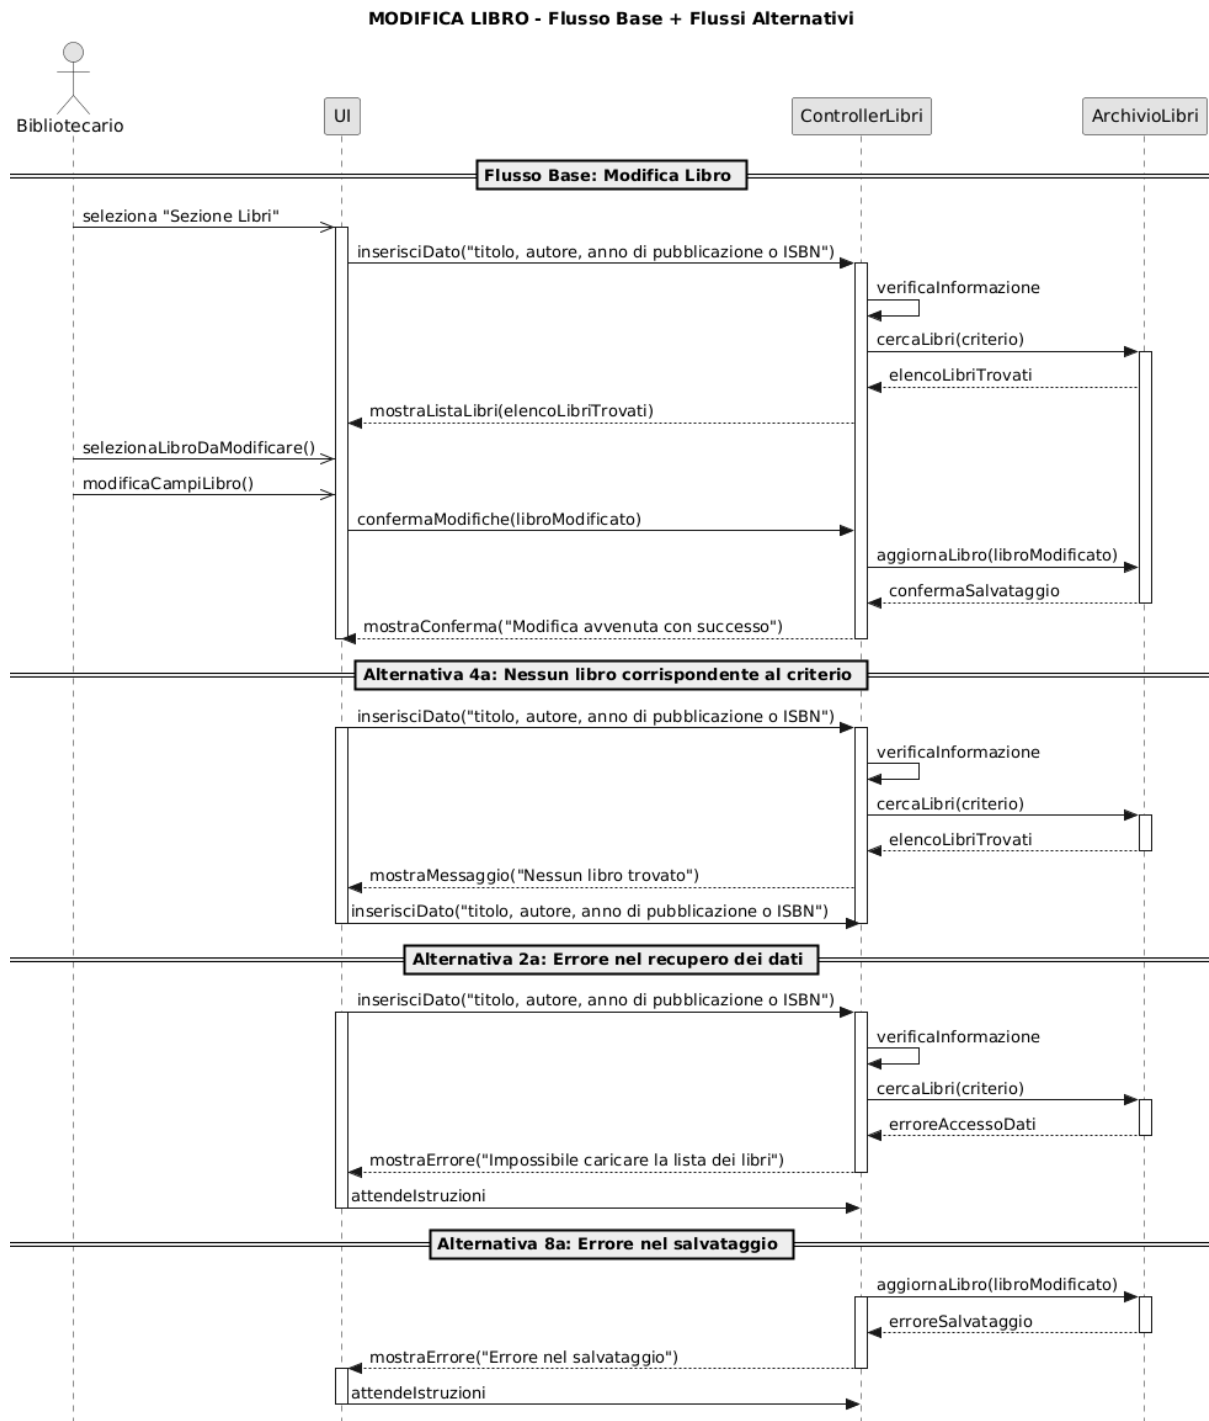 MODIFICA LIBRO - Flusso Base + Flussi Alternativi
Bibliotecario
UI
ControllerLibri
ArchivioLibri
Flusso Base: Modifica Libro
seleziona "Sezione Libri"
inserisciDato("titolo, autore, anno di pubblicazione o ISBN")
verificaInformazione
cercaLibri(criterio)
elencoLibriTrovati
mostraListaLibri(elencoLibriTrovati)
selezionaLibroDaModificare()
modificaCampiLibro()
confermaModifiche(libroModificato)
aggiornaLibro(libroModificato)
confermaSalvataggio
mostraConferma("Modifica avvenuta con successo")
Alternativa 4a: Nessun libro corrispondente al criterio
inserisciDato("titolo, autore, anno di pubblicazione o ISBN")
verificaInformazione
cercaLibri(criterio)
elencoLibriTrovati
mostraMessaggio("Nessun libro trovato")
inserisciDato("titolo, autore, anno di pubblicazione o ISBN")
Alternativa 2a: Errore nel recupero dei dati
inserisciDato("titolo, autore, anno di pubblicazione o ISBN")
verificaInformazione
cercaLibri(criterio)
erroreAccessoDati
mostraErrore("Impossibile caricare la lista dei libri")
attendeIstruzioni
Alternativa 8a: Errore nel salvataggio
aggiornaLibro(libroModificato)
erroreSalvataggio
mostraErrore("Errore nel salvataggio")
attendeIstruzioni